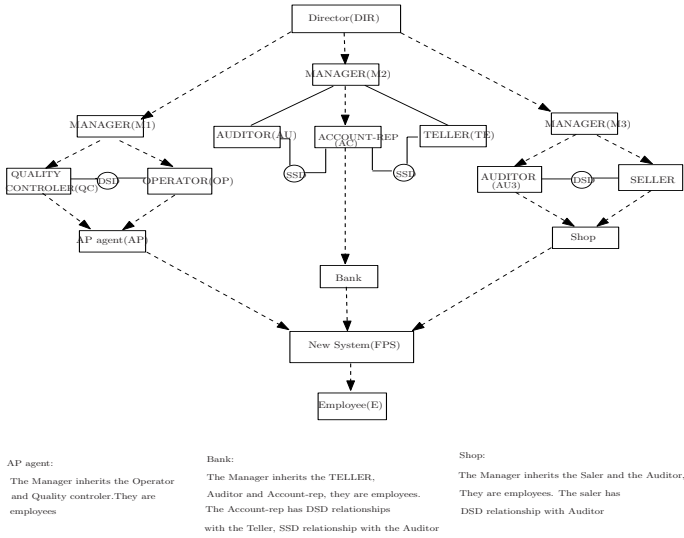 Director(DIR)
MANAGER(M2)
MANAGER(M1)
MANAGER(M3)
AUDITOR(AU)
ACCOUNT-REP
(AC)
TELLER(TE)
QUALITY
CONTROLER(QC)
DSD
OPERATOR(OP)
SSD
SSD
AUDITOR
(AU3)
DSD
SELLER
AP agent(AP)
Shop
Bank
New System(FPS)
Employee(E)
AP agent:
The Manager inherits the Operator
and Quality controler.They are
employees
Bank:
The Manager inherits the TELLER,
Auditor and Account-rep, they are employees.
The Account-rep has DSD relationships
with the Teller, SSD relationship with the Auditor
Shop:
The Manager inherits the Saler and the Auditor,
They are employees. The saler has
DSD relationship with Auditor